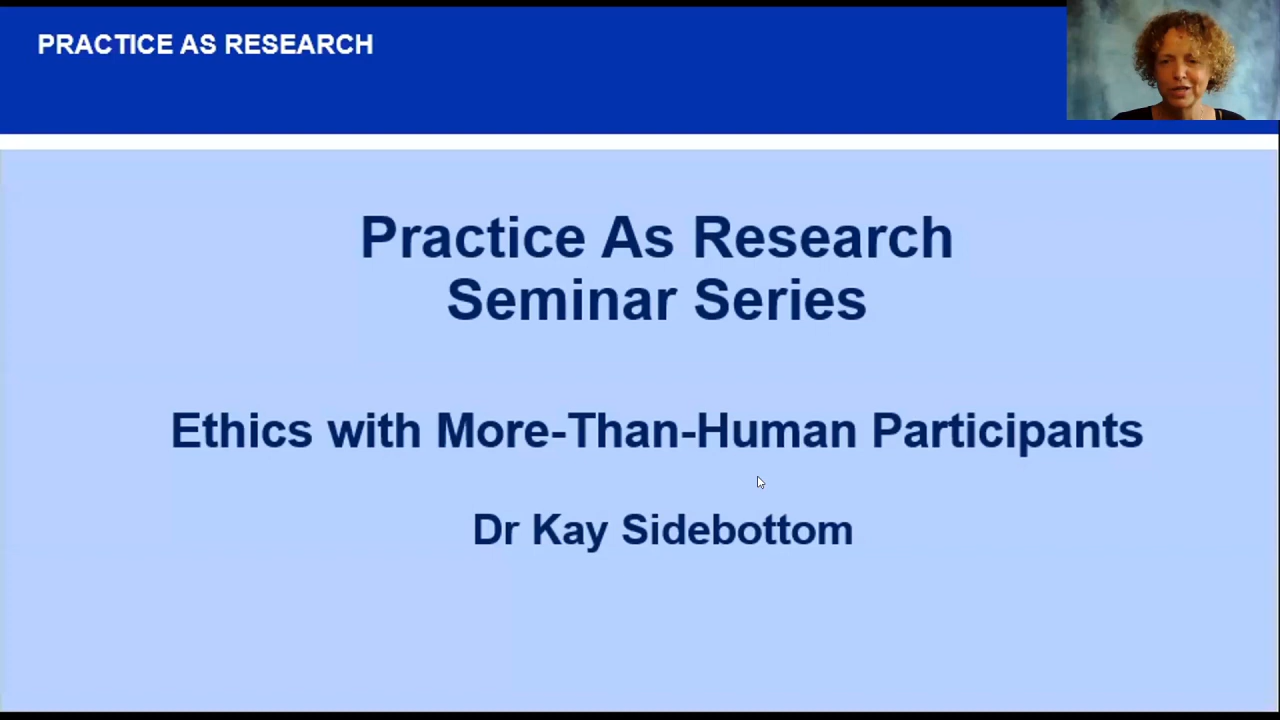 PRACTICE AS RESEARCH
Practice As Research
Seminar Series
Ethics with More-Than-Human Participants
Dr Kay Sidebottom